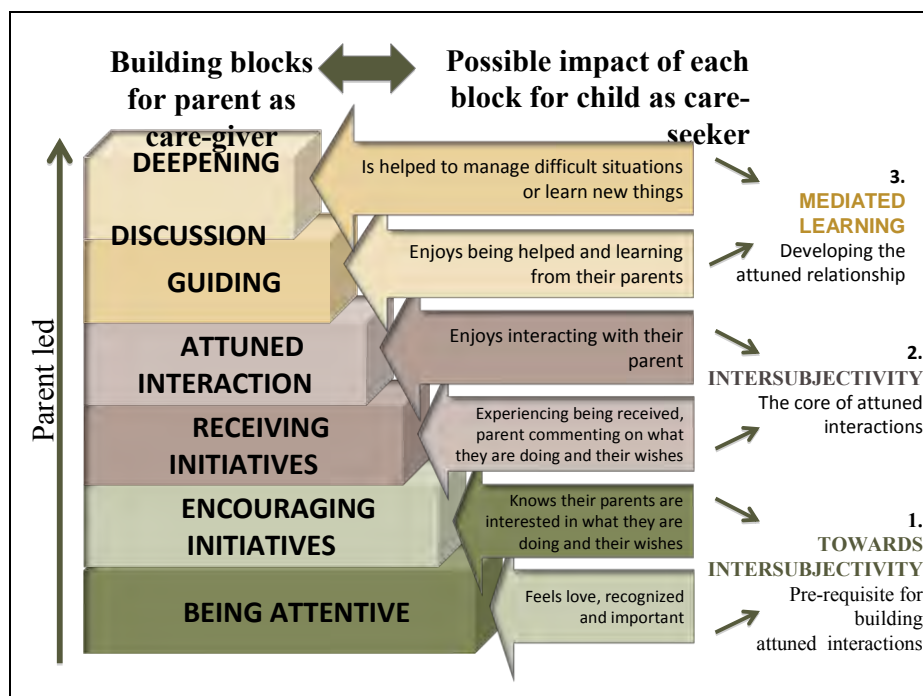 Building blocks
for parent as
care-giver
Possible impact of each
block for child as care-
seeker
Parent led
DEEPENING
DISCUSSION
GUIDING
ATTUNED
INTERACTION
RECEIVING
INITIATIVES
ENCOURAGING
INITIATIVES
BEING ATTENTIVE
Is helped to manage difficult situations
or learn new things
Enjoys being helped and learning
from their parents
Enjoys interacting with their
parent
Experiencing being received,
parent commenting on what
they are doing and their wishes
Knows their parents are
interested in what they are
doing and their wishes
Feels love, recognized
and important
3.
MEDIATED
LEARNING
Developing the
attuned relationship
2.
INTERSUBJECTIVITY
The core of attuned
interactions
1.
TOWARDS
INTERSUBJECTIVITY
Pre-requisite for
building
attuned interactions